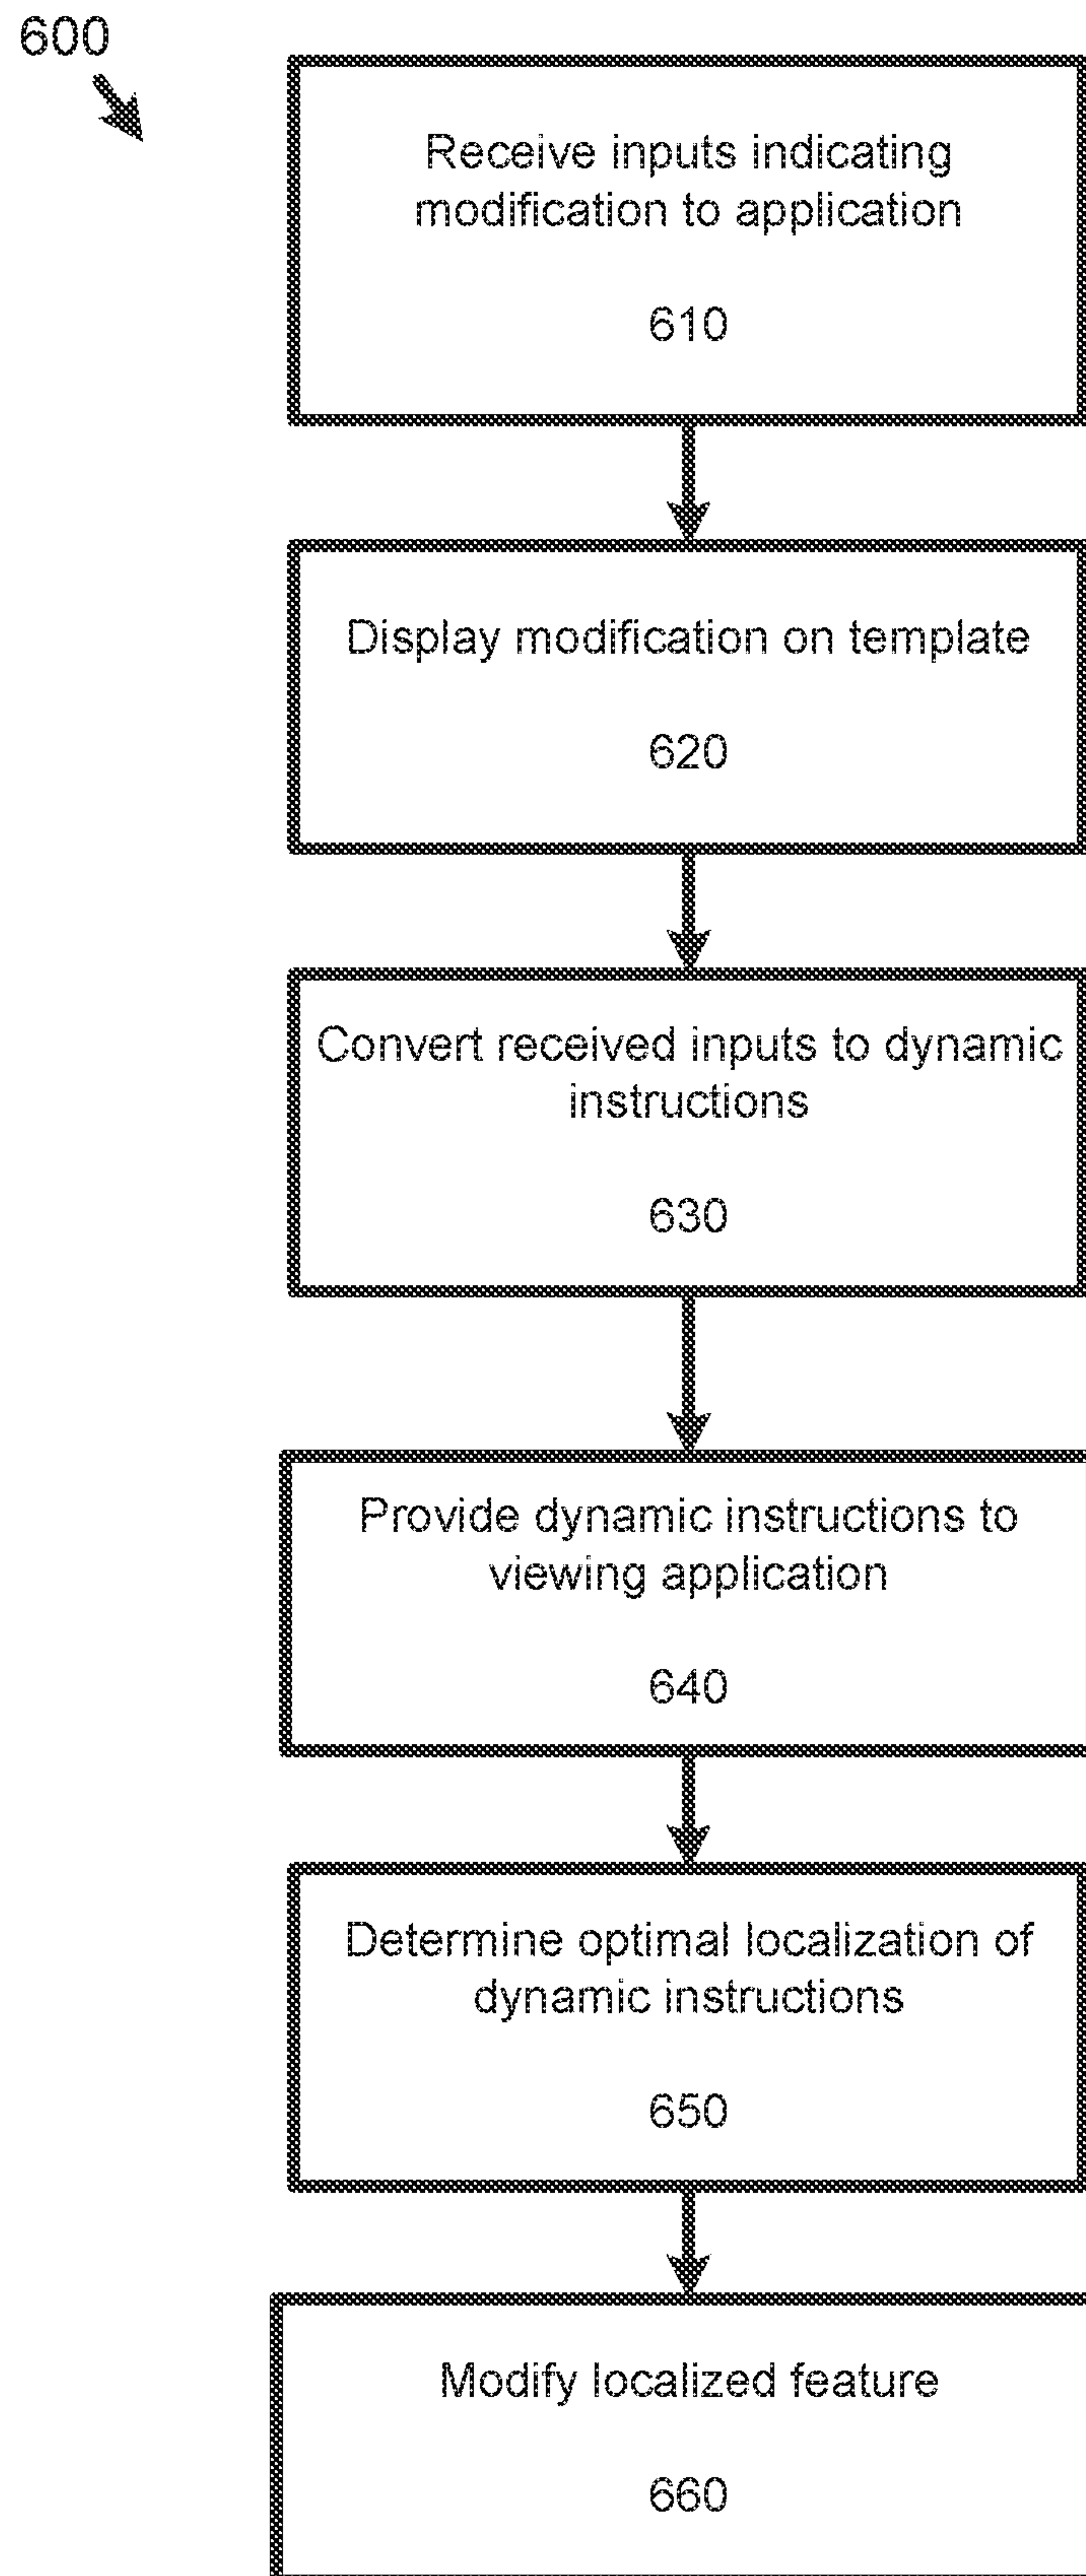 600
Receive inputs indicating
modification to application
610
Display modification on template
620
Convert received inputs to dynamic
instructions
630
Provide dynamic instructions to
viewing application
640
Determine optimal localization of
dynamic instructions
650
Modify localized feature
660